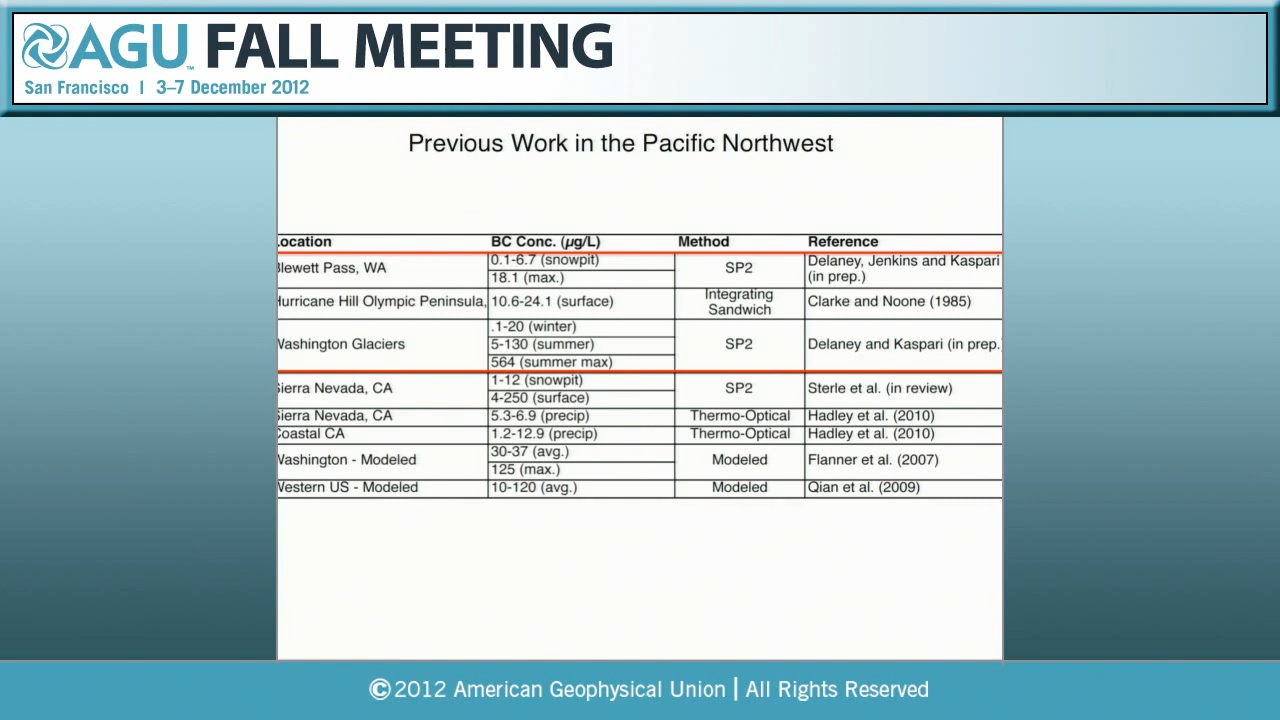 AGU FALL MEETING
San Francisco | 3–7 December 2012
Previous Work in the Pacific Northwest
ocation BC Conc. (µg/L) Method Reference
lewett Pass, WA 0.1-6.7 (snowpit) SP2 Delaney, Jenkins and Kaspari
18.1 (max.) (in prep.)
urricane Hill Olympic Peninsula, 10.6-24.1 (surface) Integrating Sandwich Clarke and Noone (1985)
.1-20 (winter)
Washington Glaciers 5-130 (summer) SP2 Delaney and Kaspari (in prep.
564 (summer max)
Sierra Nevada, CA 1-12 (snowpit) SP2 Sterle et al. (in review)
4-250 (surface)
Sierra Nevada, CA 5.3-6.9 (precip) Thermo-Optical Hadley et al. (2010)
Coastal CA 1.2-12.9 (precip) Thermo-Optical Hadley et al. (2010)
Washington - Modeled 30-37 (avg.) Modeled Flanner et al. (2007)
125 (max.)
Western US - Modeled 10-120 (avg.) Modeled Qian et al. (2009)
©2012 American Geophysical Union | All Rights Reserved